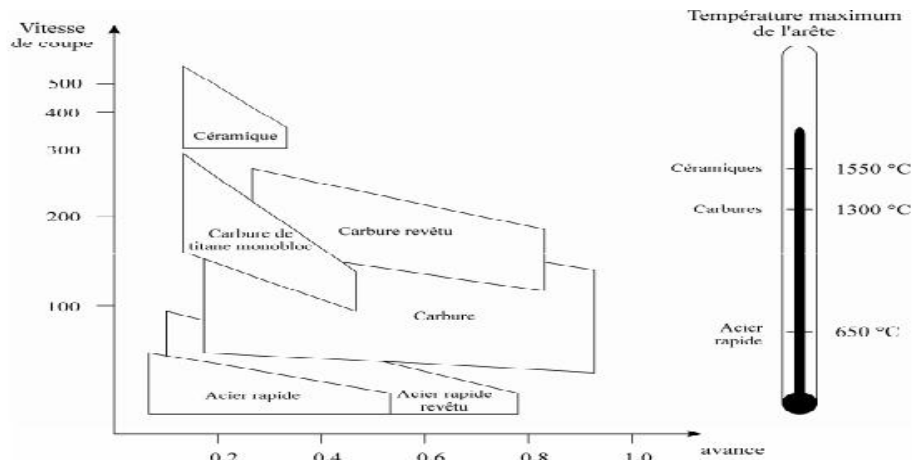 Vitesse
de coupe
500
400
300
200
100
Céramique
Carbure de
titane monobloc
Carbure revêtu
Carbure
Acier rapide
Acier rapide
revêtu
0.2
0.4
0.6
0.8
1.0
avance
Température maximum
de l'arête
Céramiques
1550 °C
Carbures
1300 °C
Acier
rapide
650 °C